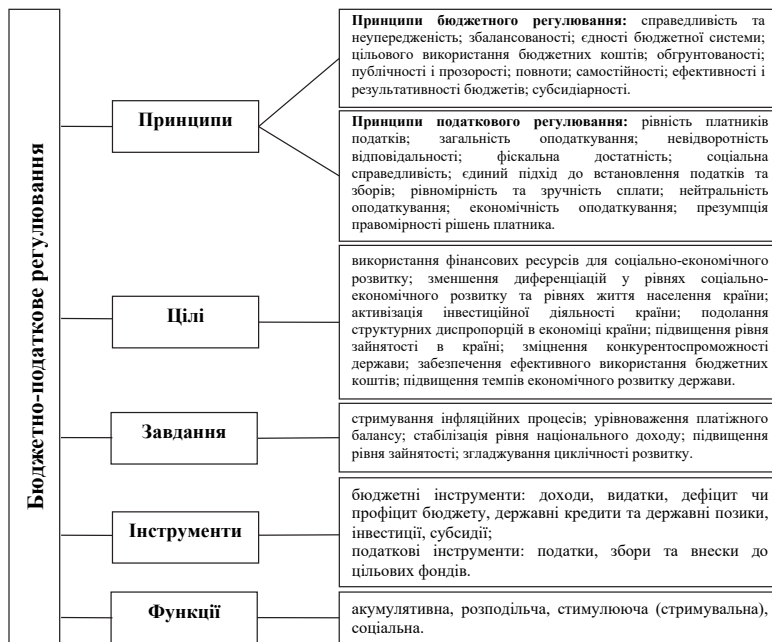 Бюджетно-податкове регулювання
Принципи
Принципи бюджетного регулювання: справедливість та
неупередженість; збалансованості; єдності бюджетної системи;
цільового використання бюджетних коштів; обгрунтованості;
публічності і прозорості; повноти; самостійності; ефективності і
результативності бюджетів; субсидіарності.
Принципи податкового регулювання: рівність платників
податків; загальність оподаткування; невідворотність
відповідальності; фіскальна достатність; соціальна
справедливість; єдиний підхід до встановлення податків та
зборів; рівномірність та зручність сплати; нейтральність
оподаткування; економічність оподаткування; презумпція
правомірності рішень платника.
Цілі
використання фінансових ресурсів для соціально-економічного
розвитку; зменшення диференціацій у рівнях соціально-
економічного розвитку та рівнях життя населення країни;
активізація інвестиційної діяльності країни; подолання
структурних диспропорцій в економіці країни; підвищення рівня
зайнятості в країні; зміцнення конкурентоспроможності
держави; забезпечення ефективного використання бюджетних
коштів; підвищення темпів економічного розвитку держави.
Завдання
стримування інфляційних процесів; урівноваження платіжного
балансу; стабілізація рівня національного доходу; підвищення
рівня зайнятості; згладжування циклічності розвитку.
Інструменти
бюджетні інструменти: доходи, видатки, дефіцит чи
профіцит бюджету, державні кредити та державні позики,
інвестиції, субсидії;
податкові інструменти: податки, збори та внески до
цільових фондів.
Функції
акумулятивна, розподільча, стимулююча (стримувальна),
соціальна.